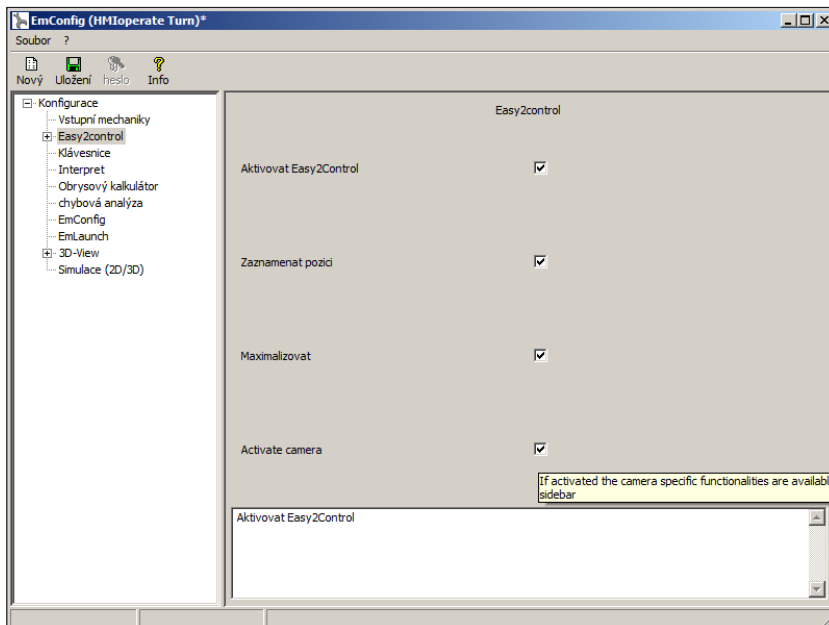 EmConfig (HMIoperate Turn)*
Soubor ?
Nový Uložení heslo Info
Konfigurace
Vstupní mechaniky
Easy2control
Klávesnice
Interpret
Obrysový kalkulátor
chybová analýza
EmConfig
EmLaunch
3D-View
Simulace (2D/3D)
Easy2control
Aktivovat Easy2Control
Zaznamenat pozici
Maximalizovat
Activate camera
If activated the camera specific functionalities are availabl
sidebar
Aktivovat Easy2Control